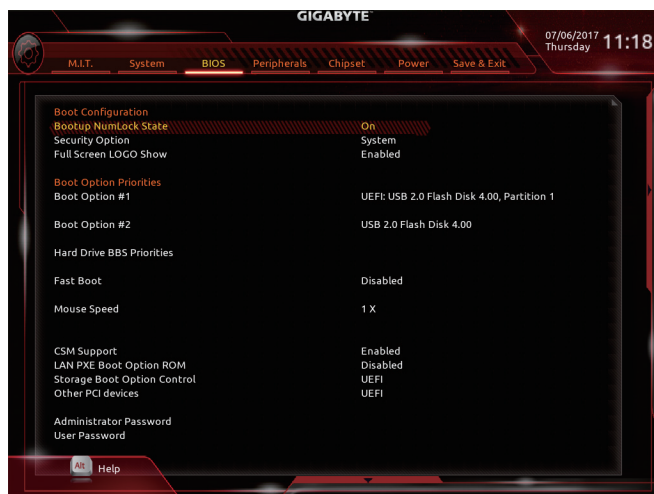 GIGABYTE™
07/06/2017 Thursday 11:18
M.I.T. System BIOS Peripherals Chipset Power Save & Exit
Boot Configuration
Bootup NumLock State On
Security Option System
Full Screen LOGO Show Enabled
Boot Option Priorities
Boot Option #1 UEFI: USB 2.0 Flash Disk 4.00, Partition 1
Boot Option #2 USB 2.0 Flash Disk 4.00
Hard Drive BBS Priorities
Fast Boot Disabled
Mouse Speed 1 X
CSM Support Enabled
LAN PXE Boot Option ROM Disabled
Storage Boot Option Control UEFI
Other PCI devices UEFI
Administrator Password
User Password
Alt Help